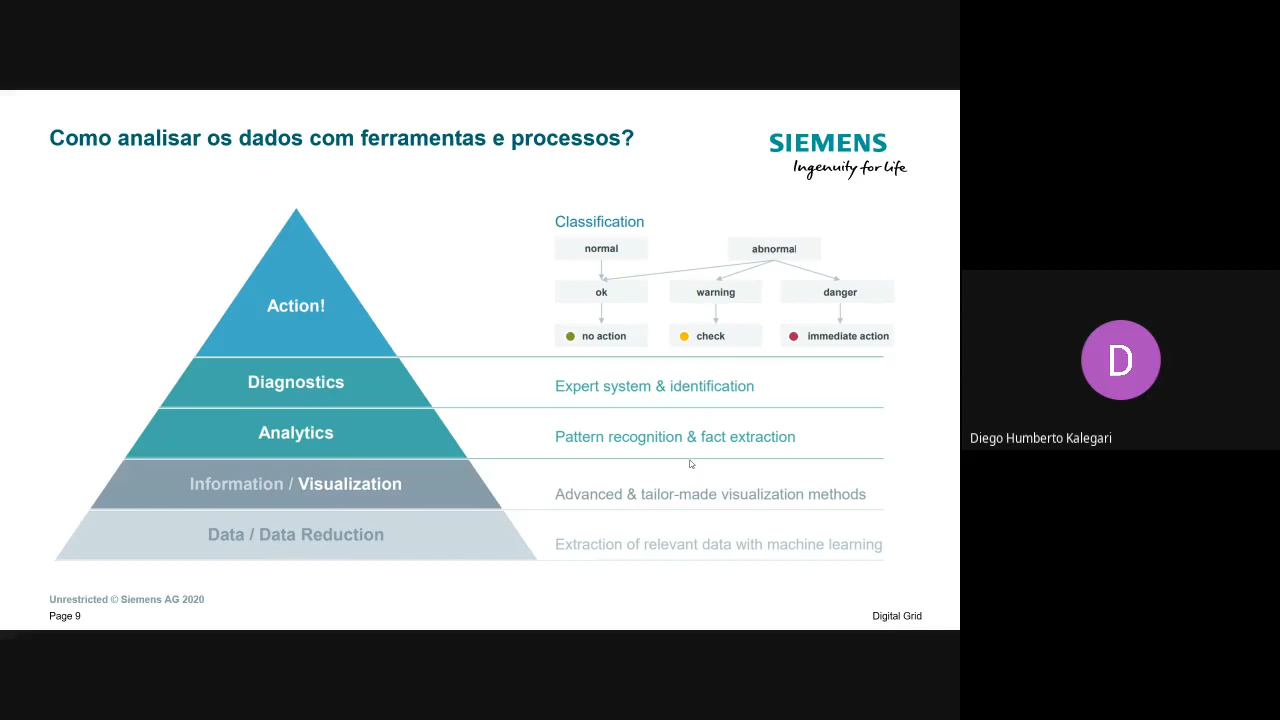 Como analisar os dados com ferramentas e processos?
SIEMENS
Ingenuity for life
Classification
normal
abnormal
ok
warning
danger
no action
check
immediate action
Action!
Diagnostics
Expert system & identification
Analytics
Pattern recognition & fact extraction
Information / Visualization
Advanced & tailor-made visualization methods
Data / Data Reduction
Extraction of relevant data with machine learning
Unrestricted © Siemens AG 2020
Page 9
Digital Grid
D
Diego Humberto Kalegari